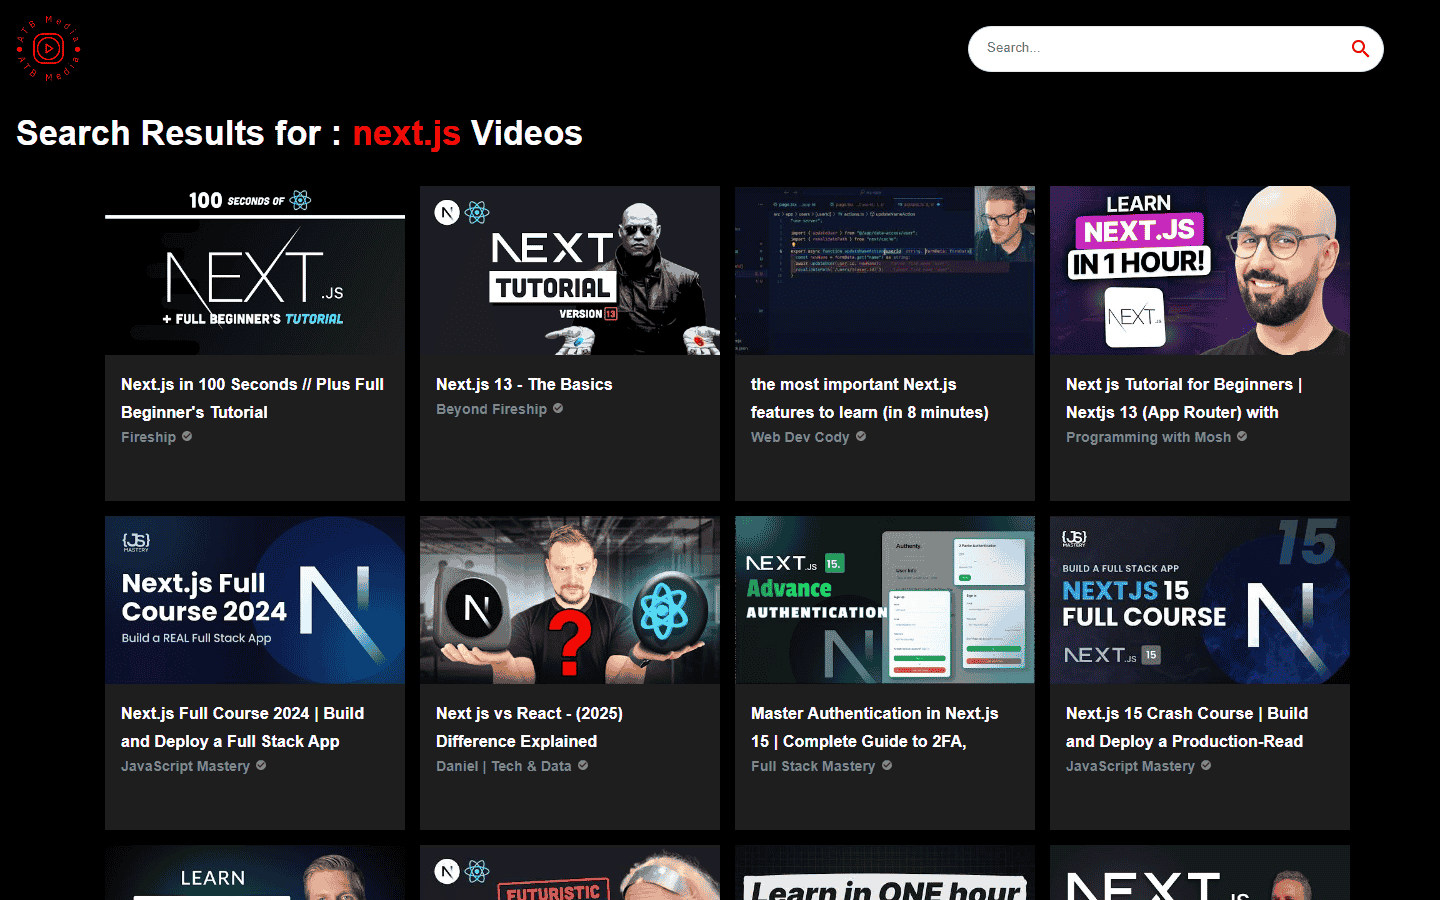 ATB Media
ATB Media
Search...
Search Results for : next.js Videos
100 SECONDS OF
NEXT.JS
+ FULL BEGINNER'S TUTORIAL
Next.js in 100 Seconds // Plus Full
Beginner's Tutorial
Fireship
N
NEXT
TUTORIAL
VERSION 13
Next.js 13 - The Basics
Beyond Fireship
the most important Next.js
features to learn (in 8 minutes)
Web Dev Cody
LEARN
NEXT.JS
IN 1 HOUR!
NEXT.JS
Next js Tutorial for Beginners |
Nextjs 13 (App Router) with
Programming with Mosh
{JS}
MASTERY
Next.js Full
Course 2024
Build a REAL Full Stack App
N
Next.js Full Course 2024 | Build
and Deploy a Full Stack App
JavaScript Mastery
N
?
Next js vs React - (2025)
Difference Explained
Daniel | Tech & Data
NEXT.JS 15.
Advance
AUTHENTICATION
N
Authenty.
Master Authentication in Next.js
15 | Complete Guide to 2FA,
Full Stack Mastery
{JS}
MASTERY
15
BUILD A FULL STACK APP
NEXTJS 15
FULL COURSE
NEXT.JS 15
N
Next.js 15 Crash Course | Build
and Deploy a Production-Read
JavaScript Mastery
LEARN
N
FUTURISTIC
Learn in ONE hour
NEXT.JS